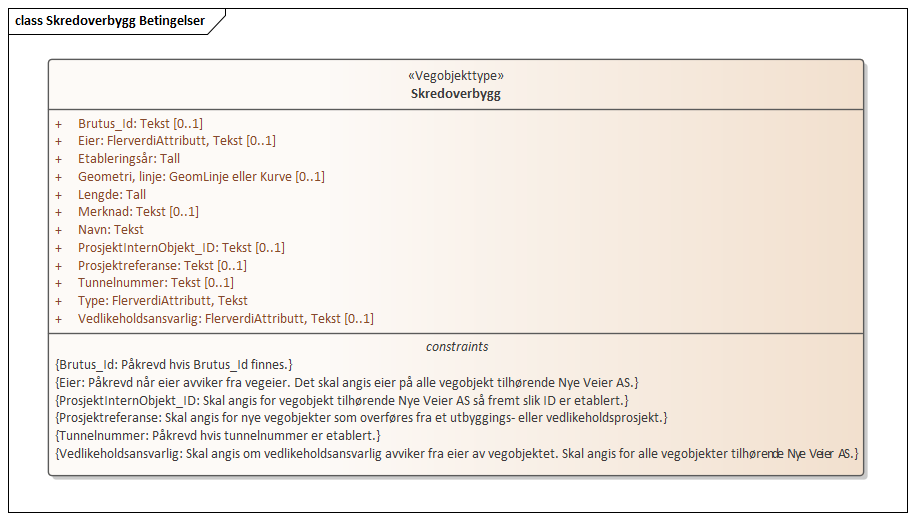 class Skredoverbygg Betingelser
«Vegobjekttype»
Skredoverbygg
+ Brutus_Id: Tekst [0..1]
+ Eier: FlerverdiAttributt, Tekst [0..1]
+ Etableringsår: Tall
+ Geometri, linje: GeomLinje eller Kurve [0..1]
+ Lengde: Tall
+ Merknad: Tekst [0..1]
+ Navn: Tekst
+ ProsjektInternObjekt_ID: Tekst [0..1]
+ Prosjektreferanse: Tekst [0..1]
+ Tunnelnummer: Tekst [0..1]
+ Type: FlerverdiAttributt, Tekst
+ Vedlikeholdsansvarlig: FlerverdiAttributt, Tekst [0..1]
constraints
{Brutus_Id: Påkrevd hvis Brutus_Id finnes.}
{Eier: Påkrevd når eier avviker fra vegeier. Det skal angis eier på alle vegobjekt tilhørende Nye Veier AS.}
{ProsjektInternObjekt_ID: Skal angis for vegobjekt tilhørende Nye Veier AS så fremt slik ID er etablert.}
{Prosjektreferanse: Skal angis for nye vegobjekter som overføres fra et utbyggings- eller vedlikeholdsprosjekt.}
{Tunnelnummer: Påkrevd hvis tunnelnummer er etablert.}
{Vedlikeholdsansvarlig: Skal angis om vedlikeholdsansvarlig avviker fra eier av vegobjektet. Skal angis for alle vegobjekter tilhørende Nye Veier AS.}